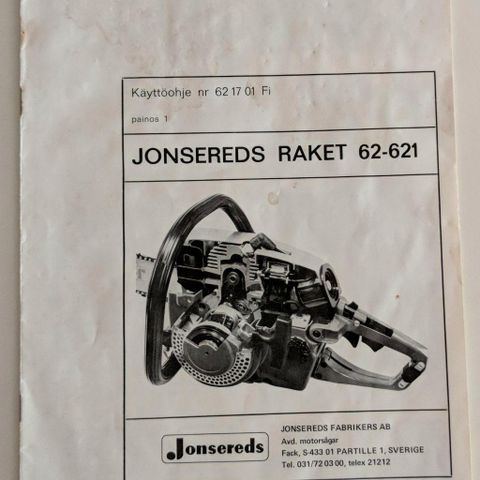 Käyttöohje nr 62 17 01 Fi
painos 1
JONSEREDS RAKET 62-621
Jonsereds
JONSEREDS FABRIKERS AB
Avd. motorsågar
Fack, S-433 01 PARTILLE 1, SVERIGE
Tel. 031/72 03 00, telex 21212